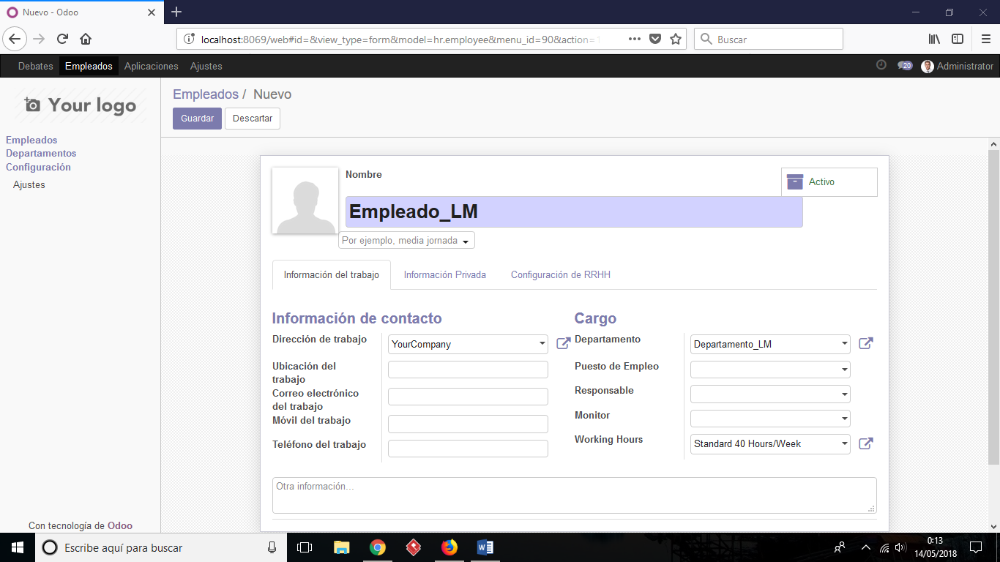 Nuevo - Odoo
localhost:8069/web#id=&view_type=form&model=hr.employee&menu_id=90&action=
Buscar
Debates Empleados Aplicaciones Ajustes 20 Administrator
Your logo
Empleados
Departamentos
Configuración
Ajustes
Con tecnología de Odoo
Empleados / Nuevo
Guardar Descartar
Nombre
Activo
Empleado_LM
Por ejemplo, media jornada
Información del trabajo Información Privada Configuración de RRHH
Información de contacto
Dirección de trabajo YourCompany
Ubicación del
trabajo
Correo electrónico
del trabajo
Móvil del trabajo
Teléfono del trabajo
Cargo
Departamento Departamento_LM
Puesto de Empleo
Responsable
Monitor
Working Hours Standard 40 Hours/Week
Otra información...
Escribe aquí para buscar
0:13
14/05/2018